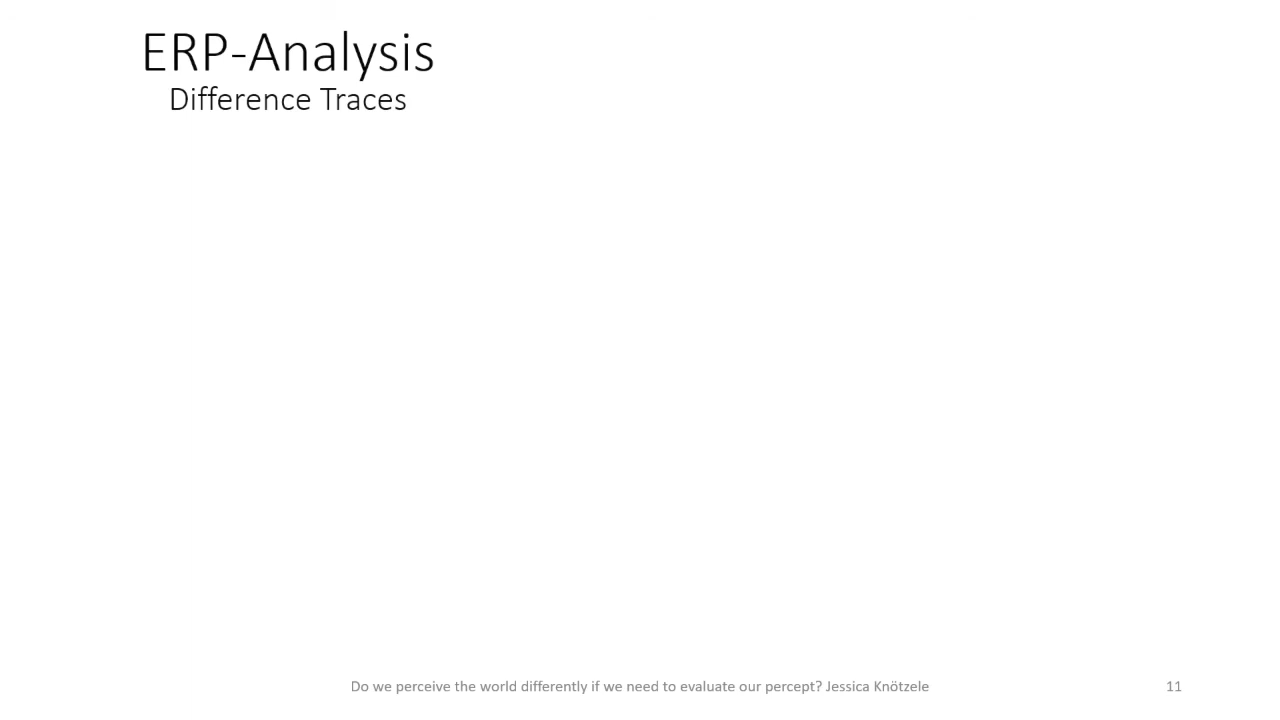 ERP-Analysis
Difference Traces
Do we perceive the world differently if we need to evaluate our percept? Jessica Knötzele
11